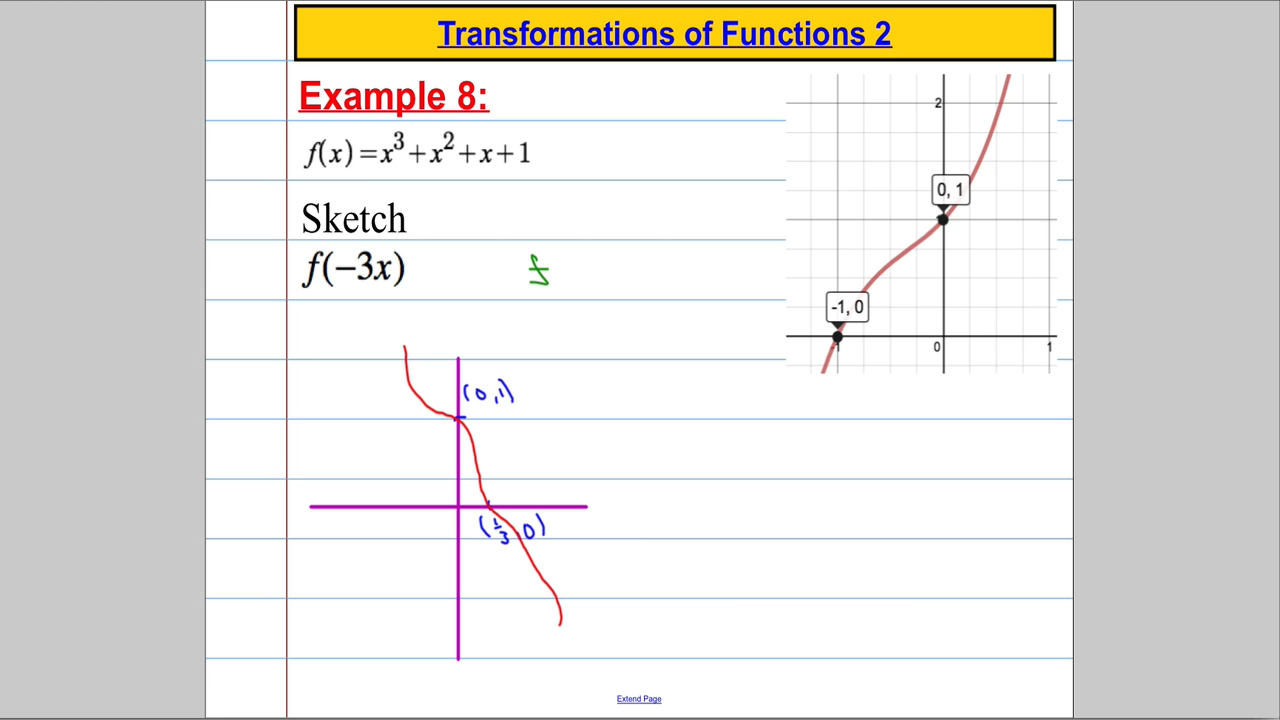 Transformations of Functions 2
Example 8:
f(x)=x³+x²+x+1
Sketch
f(−3x)
f
(0,1)
(1/3, 0)
2
0, 1
-1, 0
-1
0
1
Extend Page